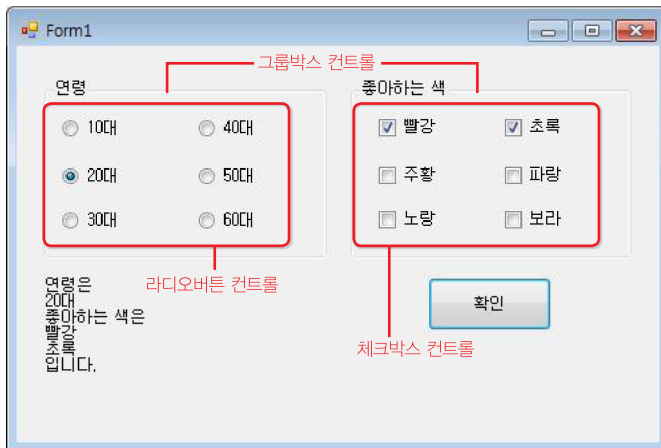 Form1
그룹박스 컨트롤
연령
좋아하는 색
10대
40대
빨강
초록
20대
50대
주황
파랑
30대
60대
노랑
보라
라디오버튼 컨트롤
연령은
20대
좋아하는 색은
빨강
초록
입니다.
확인
체크박스 컨트롤